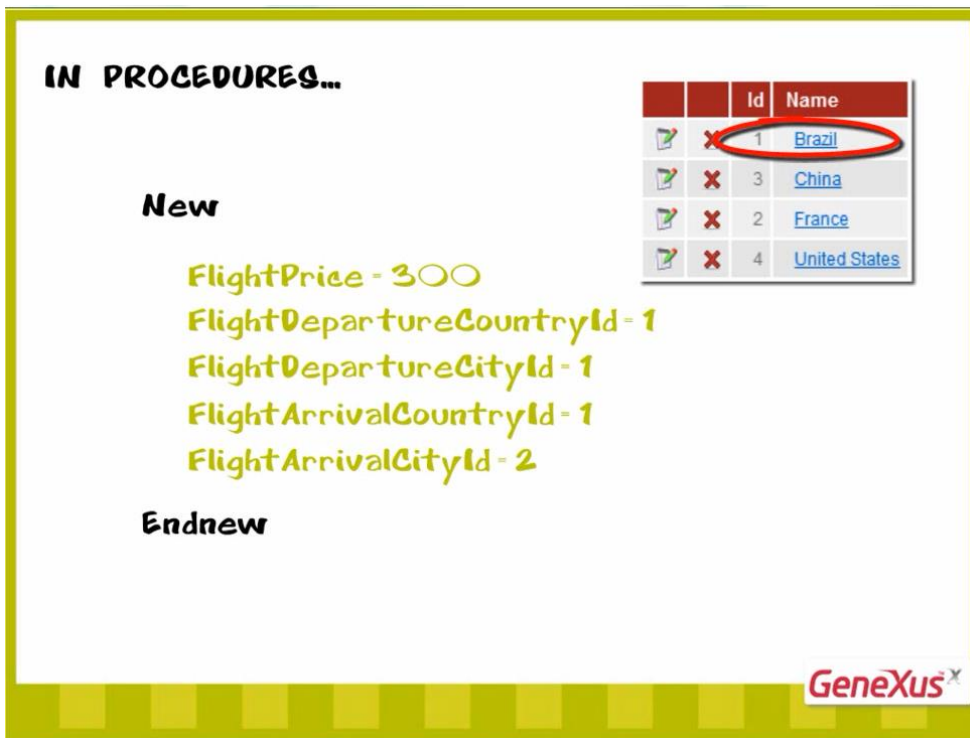 IN PROCEDURES...
Id Name
1 Brazil
3 China
2 France
4 United States
New
FlightPrice = 300
FlightDepartureCountryId = 1
FlightDepartureCityId = 1
FlightArrivalCountryId = 1
FlightArrivalCityId = 2
Endnew
GeneXus X